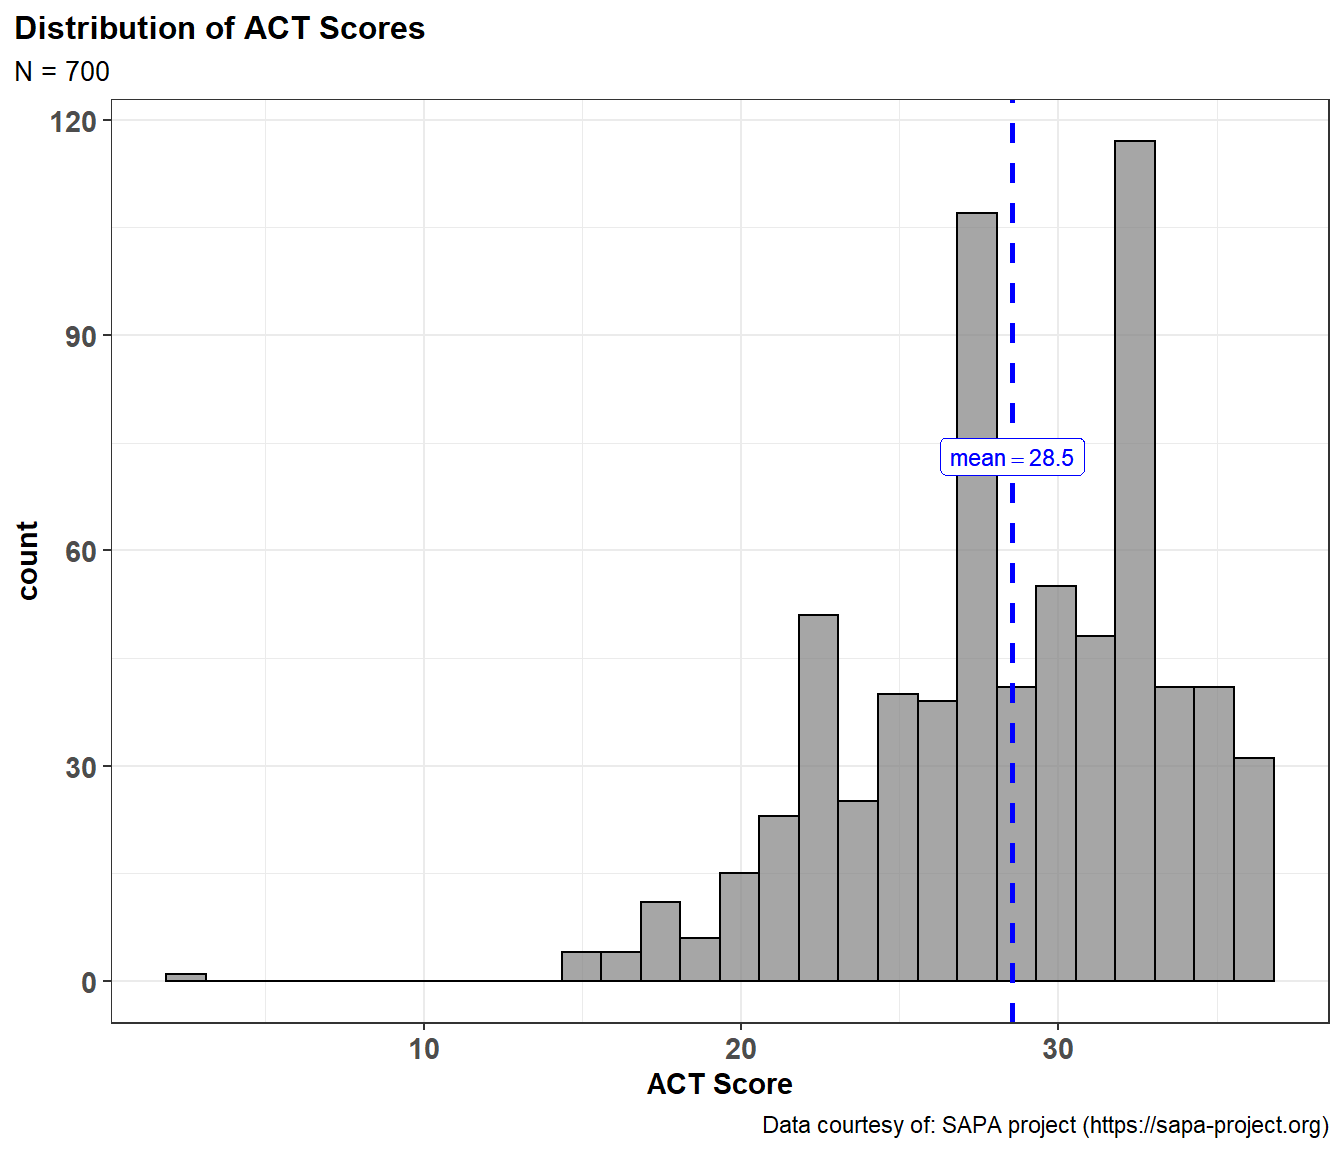 Distribution of ACT Scores
N = 700
120
90
60
30
0
count
mean = 28.5
10 20 30
ACT Score
Data courtesy of: SAPA project (https://sapa-project.org)